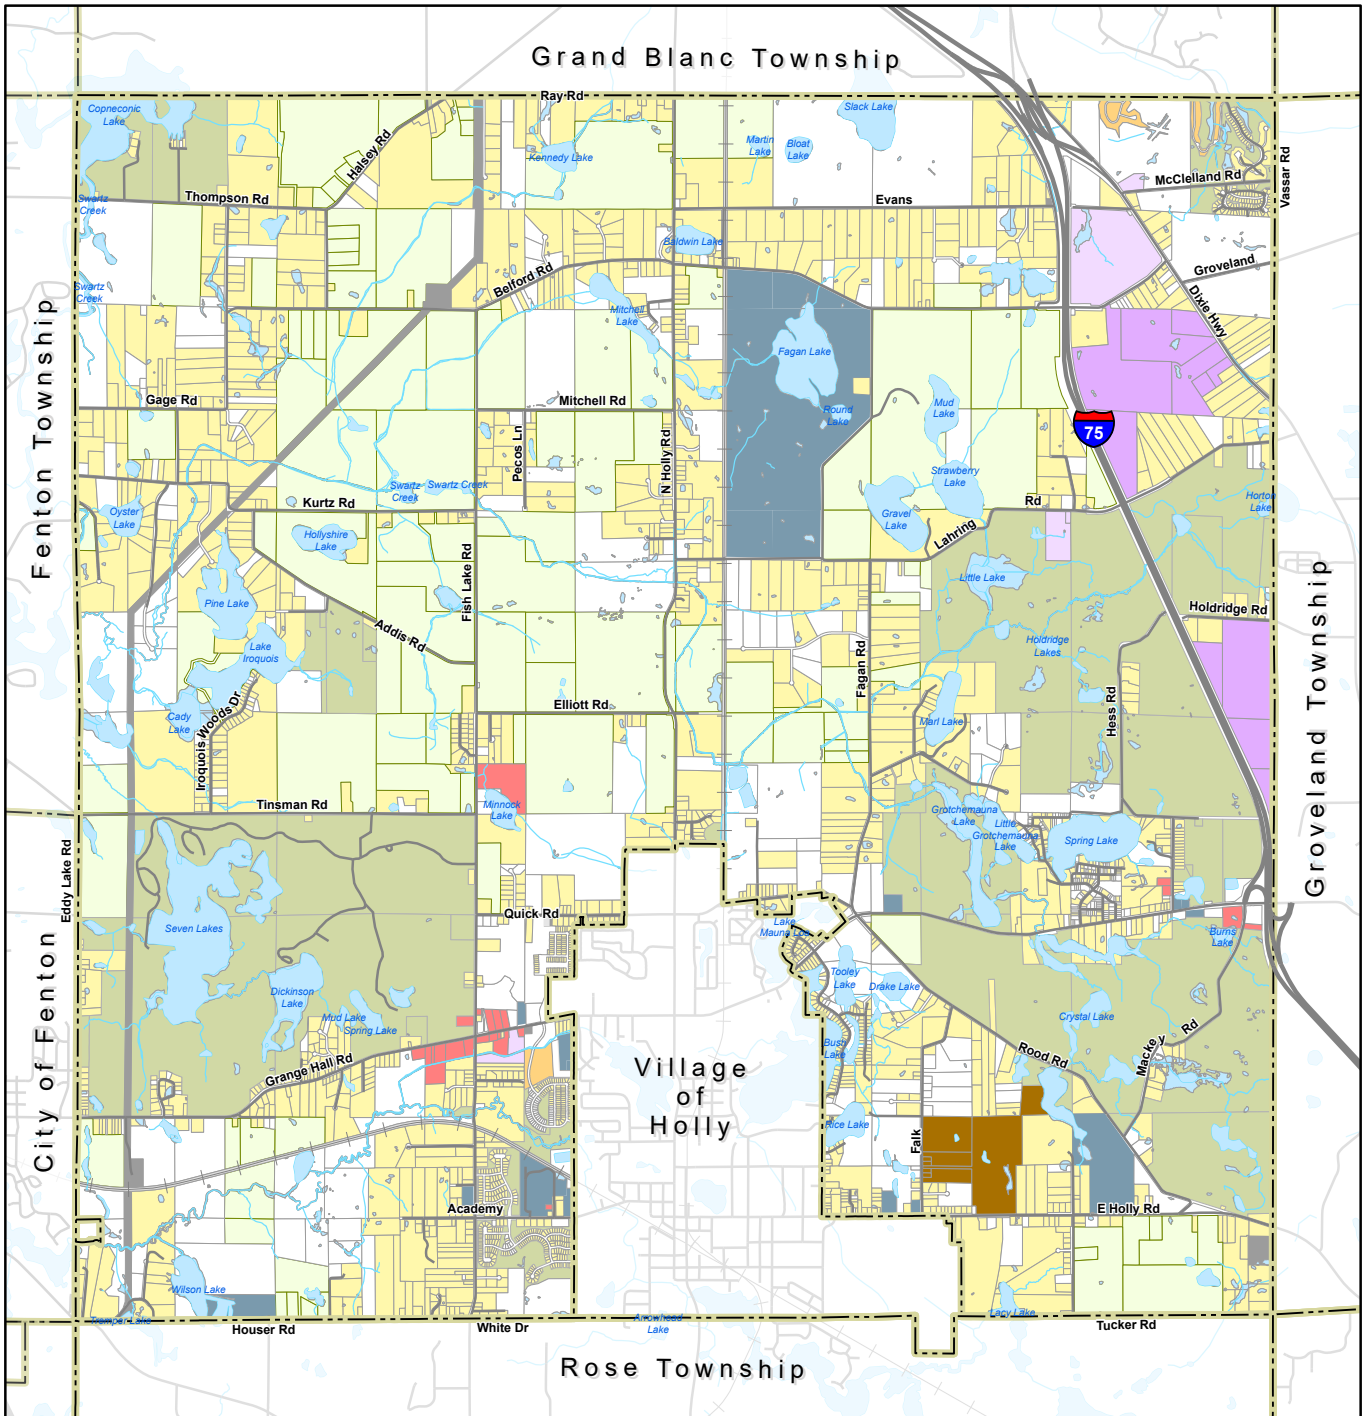 Grand Blanc Township
Ray Rd
Copneconic
Lake
Slack Lake
Halsey Rd
Kennedy Lake
Martin
Lake
Bloat
Lake
McClelland Rd
Vassar Rd
Thompson Rd
Swartz
Creek
Evans
Baldwin Lake
Groveland
Belford Rd
Swartz
Creek
Dixie Hwy
Mitchell
Lake
Fagan Lake
Fenton Township
Gage Rd
Mitchell Rd
Round
Lake
Mud
Lake
75
Pecos Ln
N Holly Rd
Strawberry
Lake
Swartz
Creek
Swartz Creek
Kurtz Rd
Rd
Horton
Lake
Oyster
Lake
Gravel
Lake
Lahring
Hollyshire
Lake
Fish Lake Rd
Little Lake
Pine Lake
Holdridge Rd
Addis Rd
Holdridge
Lakes
Lake
Iroquois
Fagan Rd
Groveland Township
Hess Rd
Elliott Rd
Cady
Lake
Iroquois Woods Dr
Marl Lake
Tinsman Rd
Minnock
Lake
Grotchemauna
Lake
Little
Grotchemauna
Lake
Spring Lake
Eddy Lake Rd
Quick Rd
Seven Lakes
Lake
Mauna Loa
Burns
Lake
City of Fenton
Dickinson
Lake
Tooley
Lake
Drake Lake
Mud Lake
Spring Lake
Crystal Lake
Bush
Lake
Rood Rd
Mackey Rd
Grange Hall Rd
Village
of
Holly
Rice Lake
Falk
Academy
E Holly Rd
Wilson Lake
Tremper Lake
Houser Rd
White Dr
Arrowhead
Lake
Lacy Lake
Tucker Rd
Rose Township